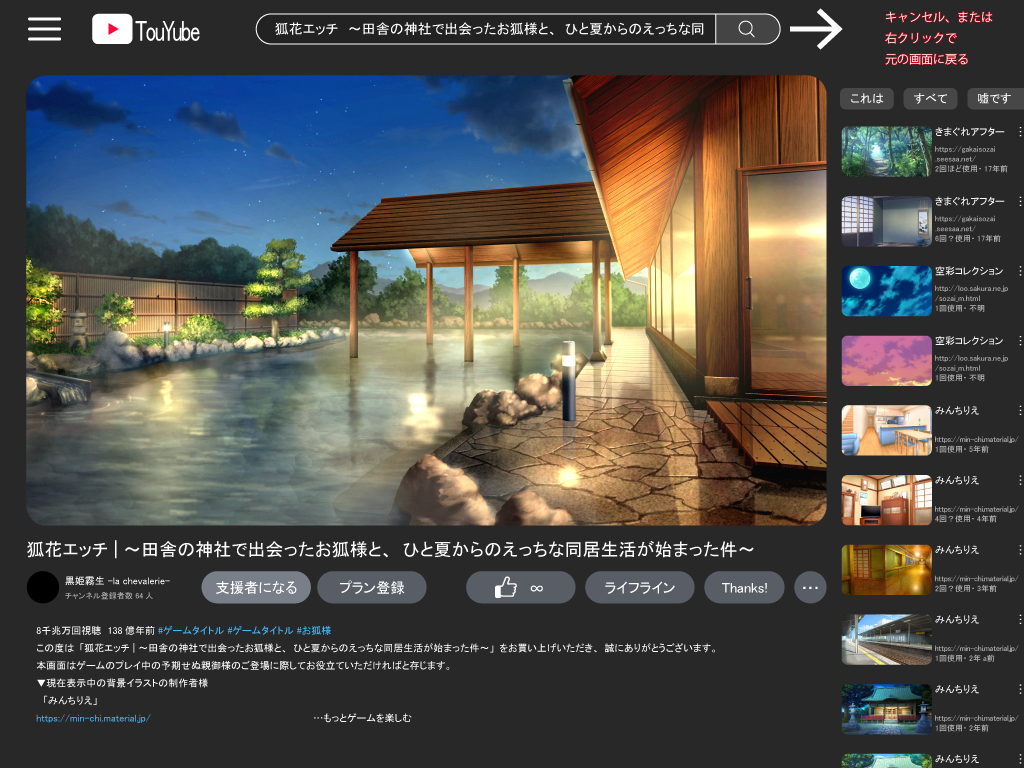 TouYube
狐花エッチ ～田舎の神社で出会ったお狐様と、ひと夏からのえっちな同
キャンセル、または
右クリックで
元の画面に戻る
これは すべて 嘘です
きまぐれアフター
https://gakaisozai
.seesaa.net/
2回ほど使用・17年前
きまぐれアフター
https://gakaisozai
.seesaa.net/
6回？使用・17年前
空彩コレクション
http://loo.sakura.ne.jp
/sozai_m.html
1回使用・不明
空彩コレクション
http://loo.sakura.ne.jp
/sozai_m.html
1回使用・不明
みんちりえ
https://min-chi.material.jp/
1回使用・5年前
みんちりえ
https://min-chi.material.jp/
4回？使用・4年前
みんちりえ
https://min-chi.material.jp/
2回？使用・3年前
みんちりえ
https://min-chi.material.jp/
1回使用・2年a前
みんちりえ
https://min-chi.material.jp/
1回使用・2年前
みんちりえ
狐花エッチ｜～田舎の神社で出会ったお狐様と、ひと夏からのえっちな同居生活が始まった件～
黒姫霧生 -la chevalerie-
チャンネル登録者数 64 人
支援者になる プラン登録 ∞ ライフライン Thanks! …
8千兆万回視聴 138 億年前 #ゲームタイトル #ゲームタイトル #お狐様
この度は「狐花エッチ｜～田舎の神社で出会ったお狐様と、ひと夏からのえっちな同居生活が始まった件～」をお買い上げいただき、誠にありがとうございます。
本画面はゲームのプレイ中の予期せぬ親御様のご登場に際してお役立ていただければと存じます。
▼現在表示中の背景イラストの制作者様
「みんちりえ」
https://min-chi.material.jp/ …もっとゲームを楽しむ